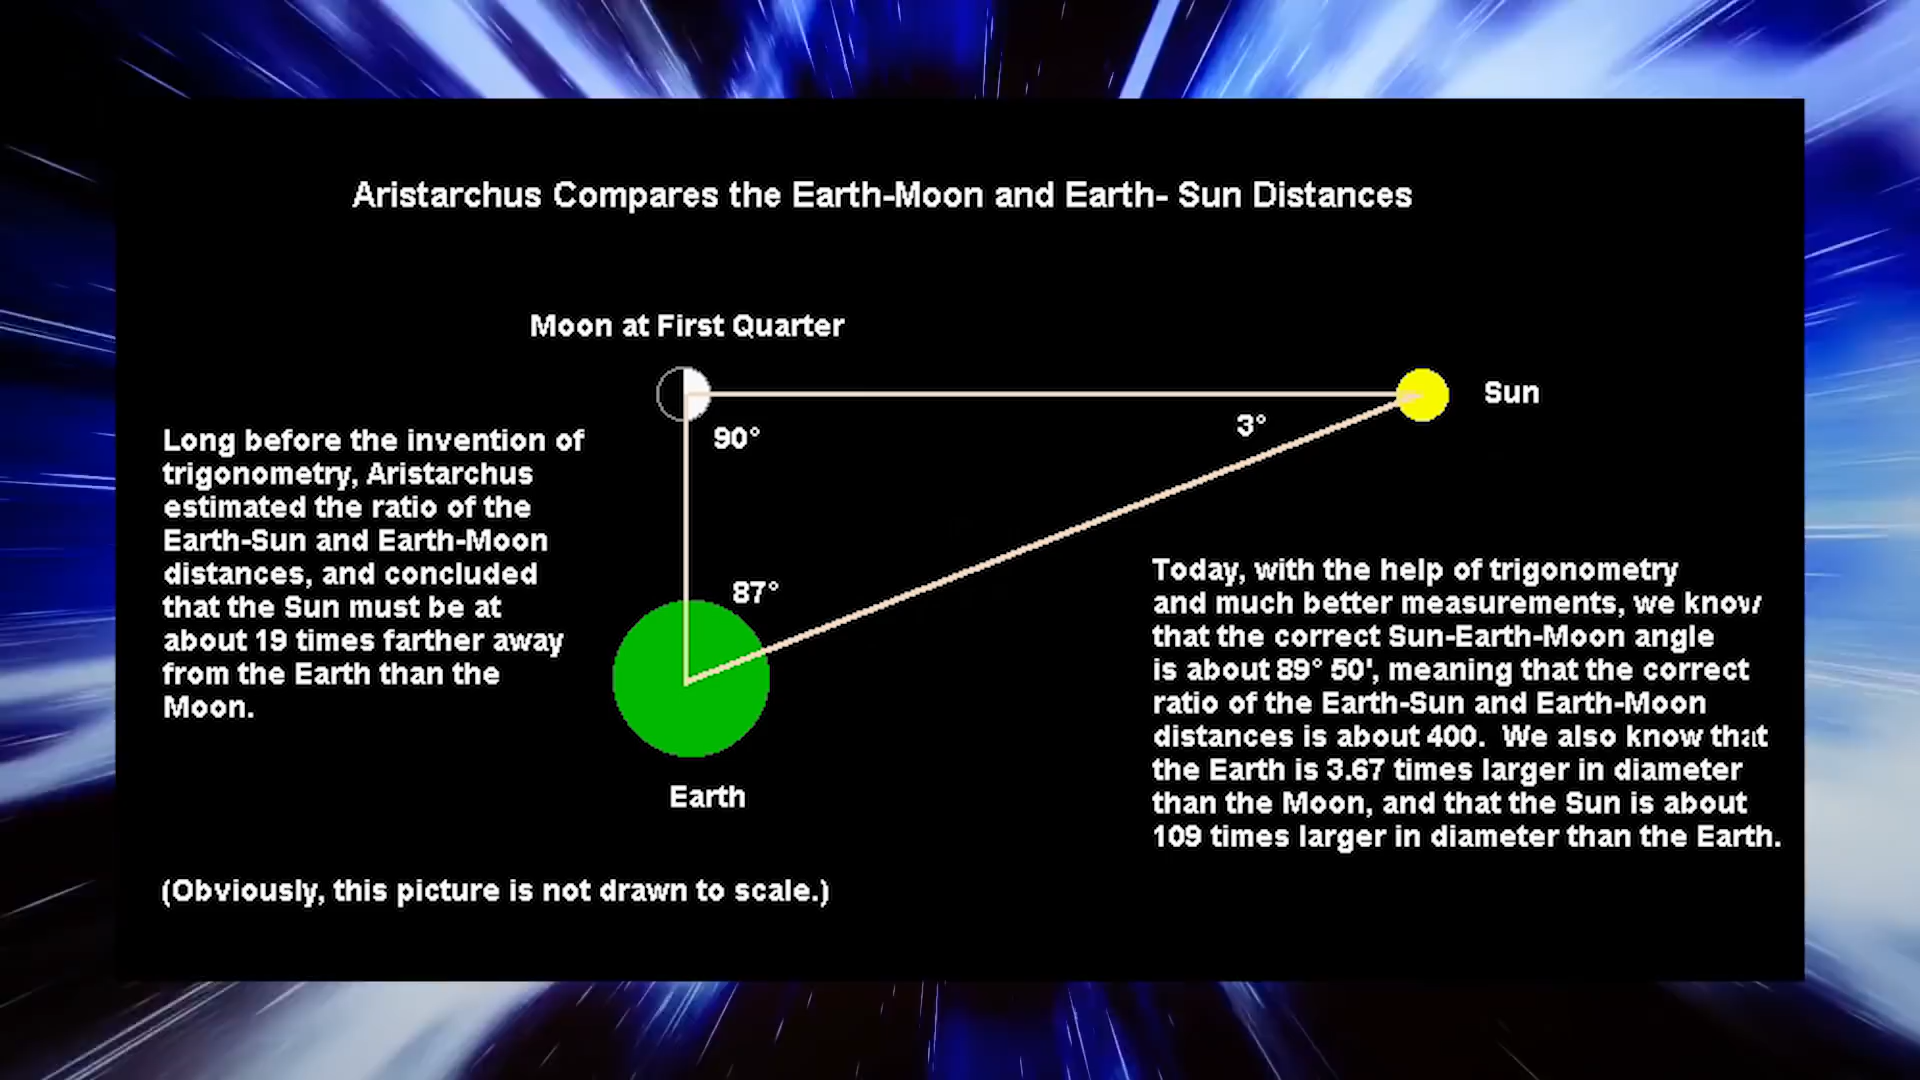 Aristarchus Compares the Earth-Moon and Earth- Sun Distances
Moon at First Quarter
Sun
90°
3°
87°
Long before the invention of
trigonometry, Aristarchus
estimated the ratio of the
Earth-Sun and Earth-Moon
distances, and concluded
that the Sun must be at
about 19 times farther away
from the Earth than the
Moon.
Today, with the help of trigonometry
and much better measurements, we know
that the correct Sun-Earth-Moon angle
is about 89° 50', meaning that the correct
ratio of the Earth-Sun and Earth-Moon
distances is about 400.  We also know that
the Earth is 3.67 times larger in diameter
than the Moon, and that the Sun is about
109 times larger in diameter than the Earth.
Earth
(Obviously, this picture is not drawn to scale.)